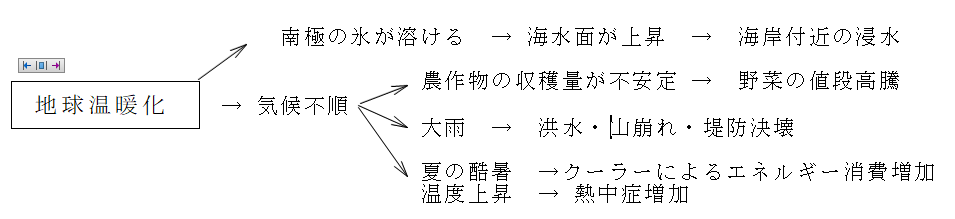 南極の氷が溶ける → 海水面が上昇 → 海岸付近の浸水
農作物の収穫量が不安定 → 野菜の値段高騰
地球温暖化 → 気候不順
大雨 → 洪水・山崩れ・堤防決壊
夏の酷暑 →クーラーによるエネルギー消費増加
温度上昇 → 熱中症増加